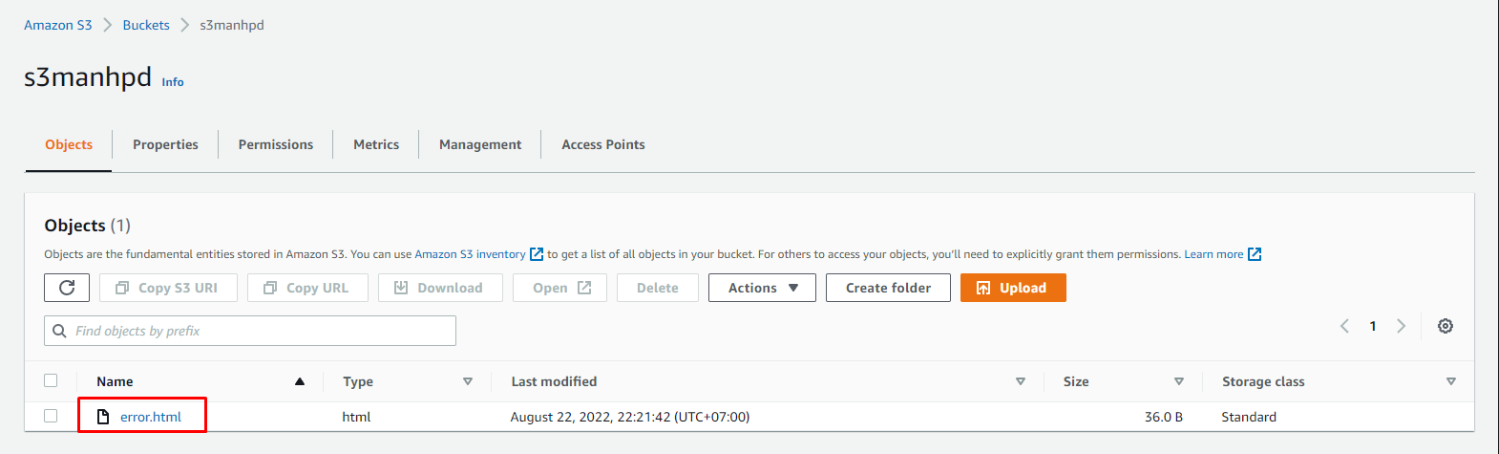 Amazon S3 > Buckets > s3manhpd
s3manhpd Info
Objects Properties Permissions Metrics Management Access Points
Objects (1)
Objects are the fundamental entities stored in Amazon S3. You can use Amazon S3 inventory to get a list of all objects in your bucket. For others to access your objects, you'll need to explicitly grant them permissions. Learn more
Copy S3 URI Copy URL Download Open Delete Actions Create folder Upload
Find objects by prefix 1
Name Type Last modified Size Storage class
error.html html August 22, 2022, 22:21:42 (UTC+07:00) 36.0 B Standard